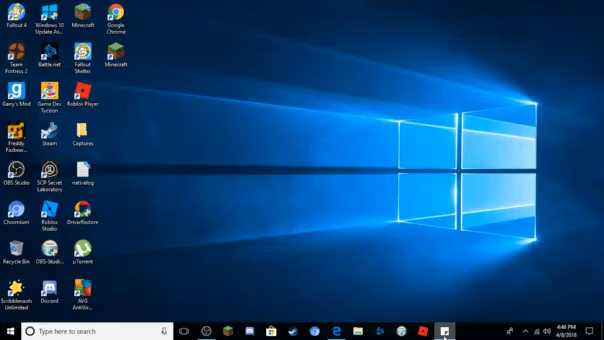 Fallout 4
Windows 10
Update As...
Minecraft
Google
Chrome
Team
Fortress 2
Battle.net
Fallout
Shelter
Minecraft
Garry's Mod
Game Dev
Tycoon
Roblox Player
Freddy
Fazbear...
Steam
Captures
OBS Studio
SCP Secret
Laboratory
nativelog
Chromium
Roblox
Studio
DriverRestore
Recycle Bin
OBS-Studi...
µTorrent
Scribblenauts
Unlimited
Discord
AVG
AntiVir...
Type here to search
4:46 PM
4/8/2018